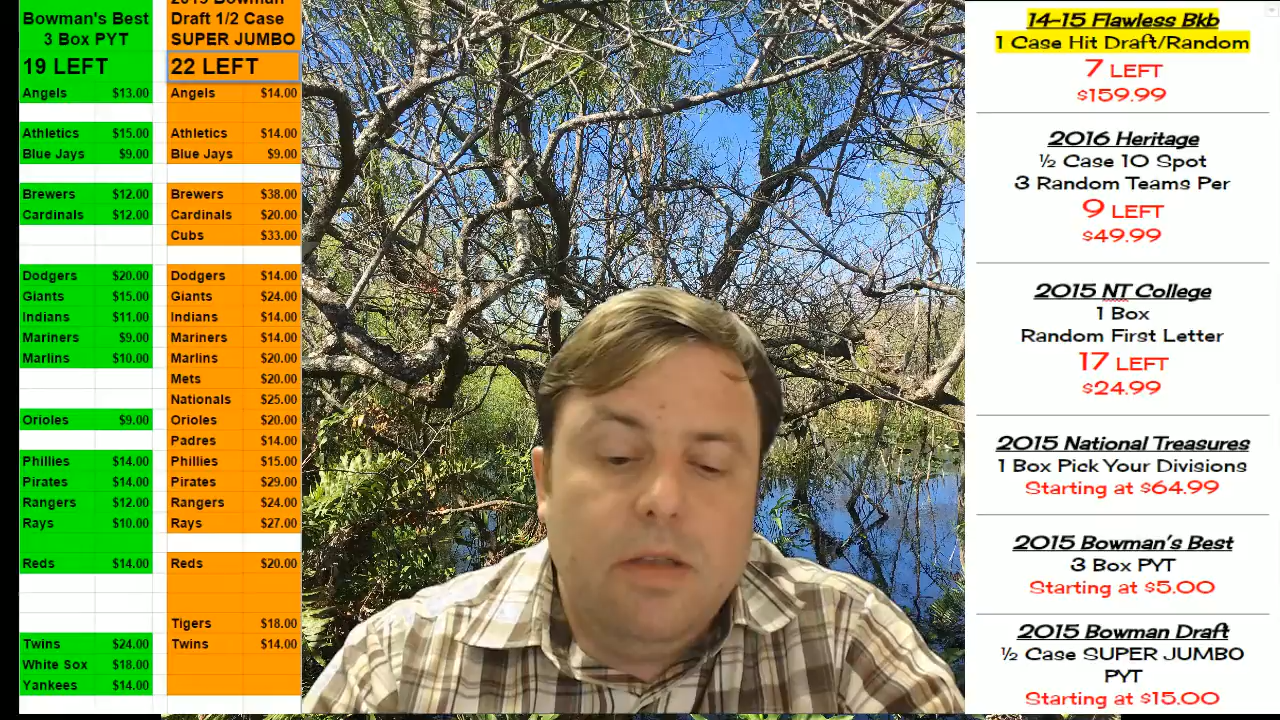 Bowman's Best
3 Box PYT
19 LEFT
Angels $13.00
Athletics $15.00
Blue Jays $9.00
Brewers $12.00
Cardinals $12.00
Dodgers $20.00
Giants $15.00
Indians $11.00
Mariners $9.00
Marlins $10.00
Orioles $9.00
Phillies $14.00
Pirates $14.00
Rangers $12.00
Rays $10.00
Reds $14.00
Twins $24.00
White Sox $18.00
Yankees $14.00
2015 Bowman
Draft 1/2 Case
SUPER JUMBO
22 LEFT
Angels $14.00
Athletics $14.00
Blue Jays $9.00
Brewers $38.00
Cardinals $20.00
Cubs $33.00
Dodgers $14.00
Giants $24.00
Indians $14.00
Mariners $14.00
Marlins $20.00
Mets $20.00
Nationals $25.00
Orioles $20.00
Padres $14.00
Phillies $15.00
Pirates $29.00
Rangers $24.00
Rays $27.00
Reds $20.00
Tigers $18.00
Twins $14.00
14-15 Flawless Bkb
1 Case Hit Draft/Random
7 LEFT
$159.99
2016 Heritage
½ Case 10 Spot
3 Random Teams Per
9 LEFT
$49.99
2015 NT College
1 Box
Random First Letter
17 LEFT
$24.99
2015 National Treasures
1 Box Pick Your Divisions
Starting at $64.99
2015 Bowman's Best
3 Box PYT
Starting at $5.00
2015 Bowman Draft
½ Case SUPER JUMBO
PYT
Starting at $15.00